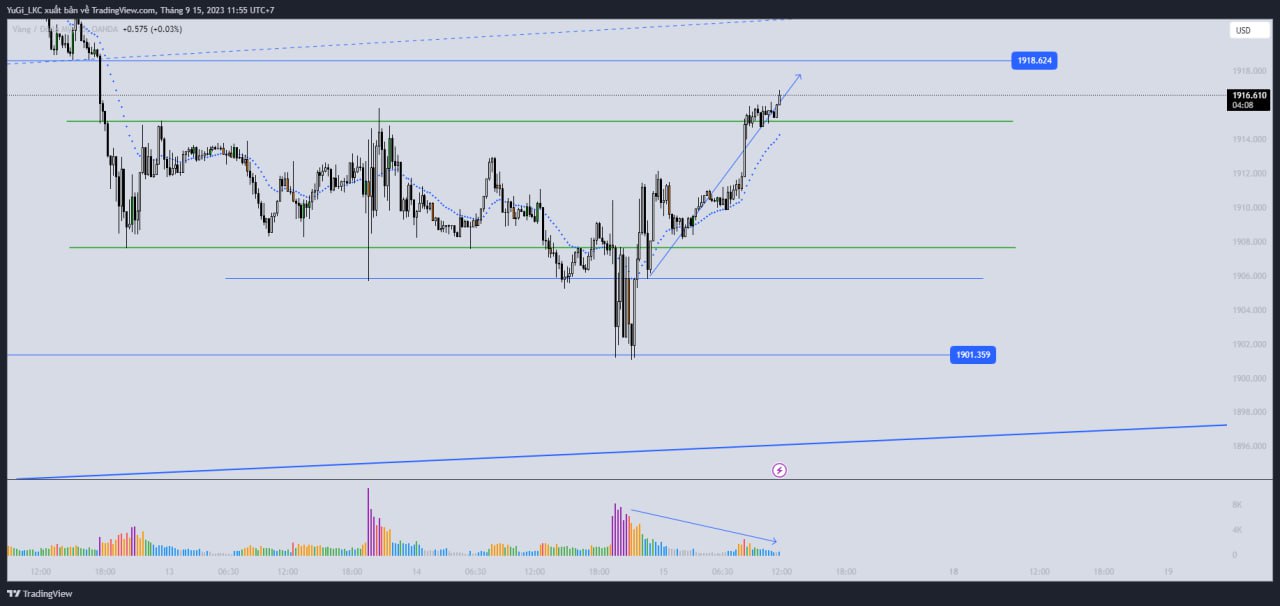 YuGi_LKC xuất bản về TradingView.com, Tháng 9 15, 2023 11:55 UTC+7
Vàng / OANDA +0.575 (+0.03%)
USD
1918.624
1918.000
1916.610
04:08
1914.000
1912.000
1910.000
1908.000
1906.000
1904.000
1902.000
1901.359
1900.000
1898.000
1896.000
8K
4K
0
12:00 18:00 13 06:30 12:00 18:00 14 06:30 12:00 18:00 15 06:30 12:00 18:00 18 12:00 18:00 19
TradingView